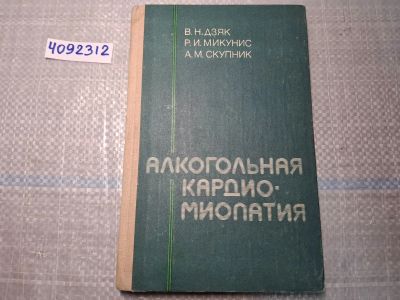 4092312
В. Н. ДЗЯК
Р. И. МИКУНИС
А. М. СКУПНИК
АЛКОГОЛЬНАЯ
КАРДИО-
МИОПАТИЯ